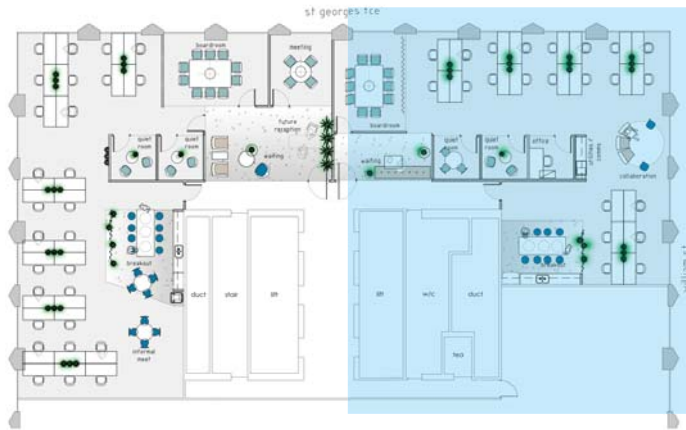 st georges tce
boardroom
meeting
future
reception
boardroom
quiet
room
quiet
room
waiting
waiting
quiet
room
quiet
room
office
collaboration
breakout
breakout
duct
stair
lift
lift
w/c
duct
tea
informal
meet